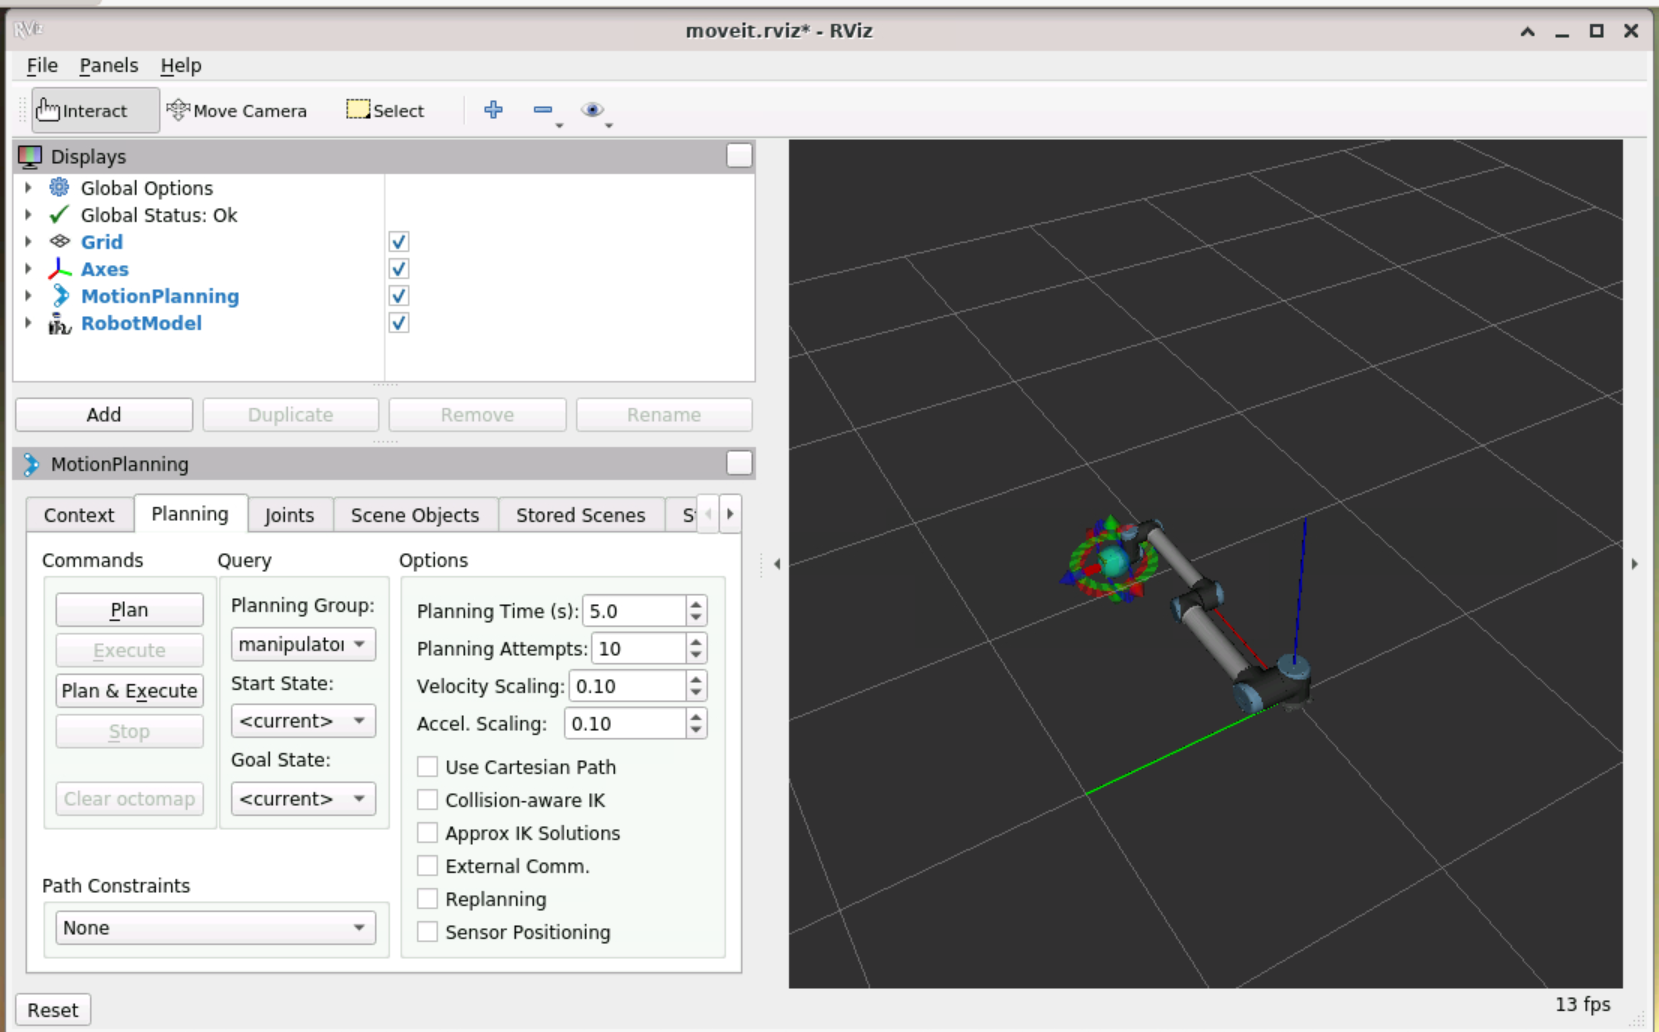 RViz
moveit.rviz* - RViz
File Panels Help
Interact Move Camera Select
Displays
Global Options
Global Status: Ok
Grid
Axes
MotionPlanning
RobotModel
Add Duplicate Remove Rename
MotionPlanning
Context Planning Joints Scene Objects Stored Scenes
Commands Query Options
Plan
Execute
Plan & Execute
Stop
Clear octomap
Planning Group:
manipulator
Start State:
<current>
Goal State:
<current>
Planning Time (s): 5.0
Planning Attempts: 10
Velocity Scaling: 0.10
Accel. Scaling: 0.10
Use Cartesian Path
Collision-aware IK
Approx IK Solutions
External Comm.
Replanning
Sensor Positioning
Path Constraints
None
Reset
13 fps